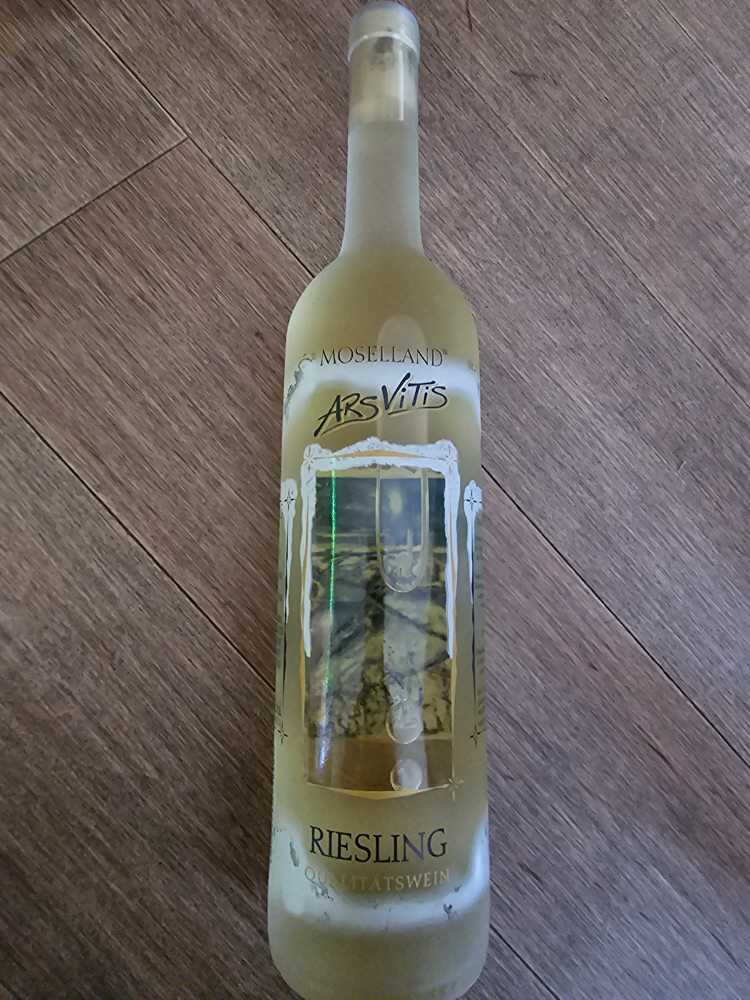 MOSELLAND®
ARS ViTiS
RIESLING
QUALITÄTSWEIN